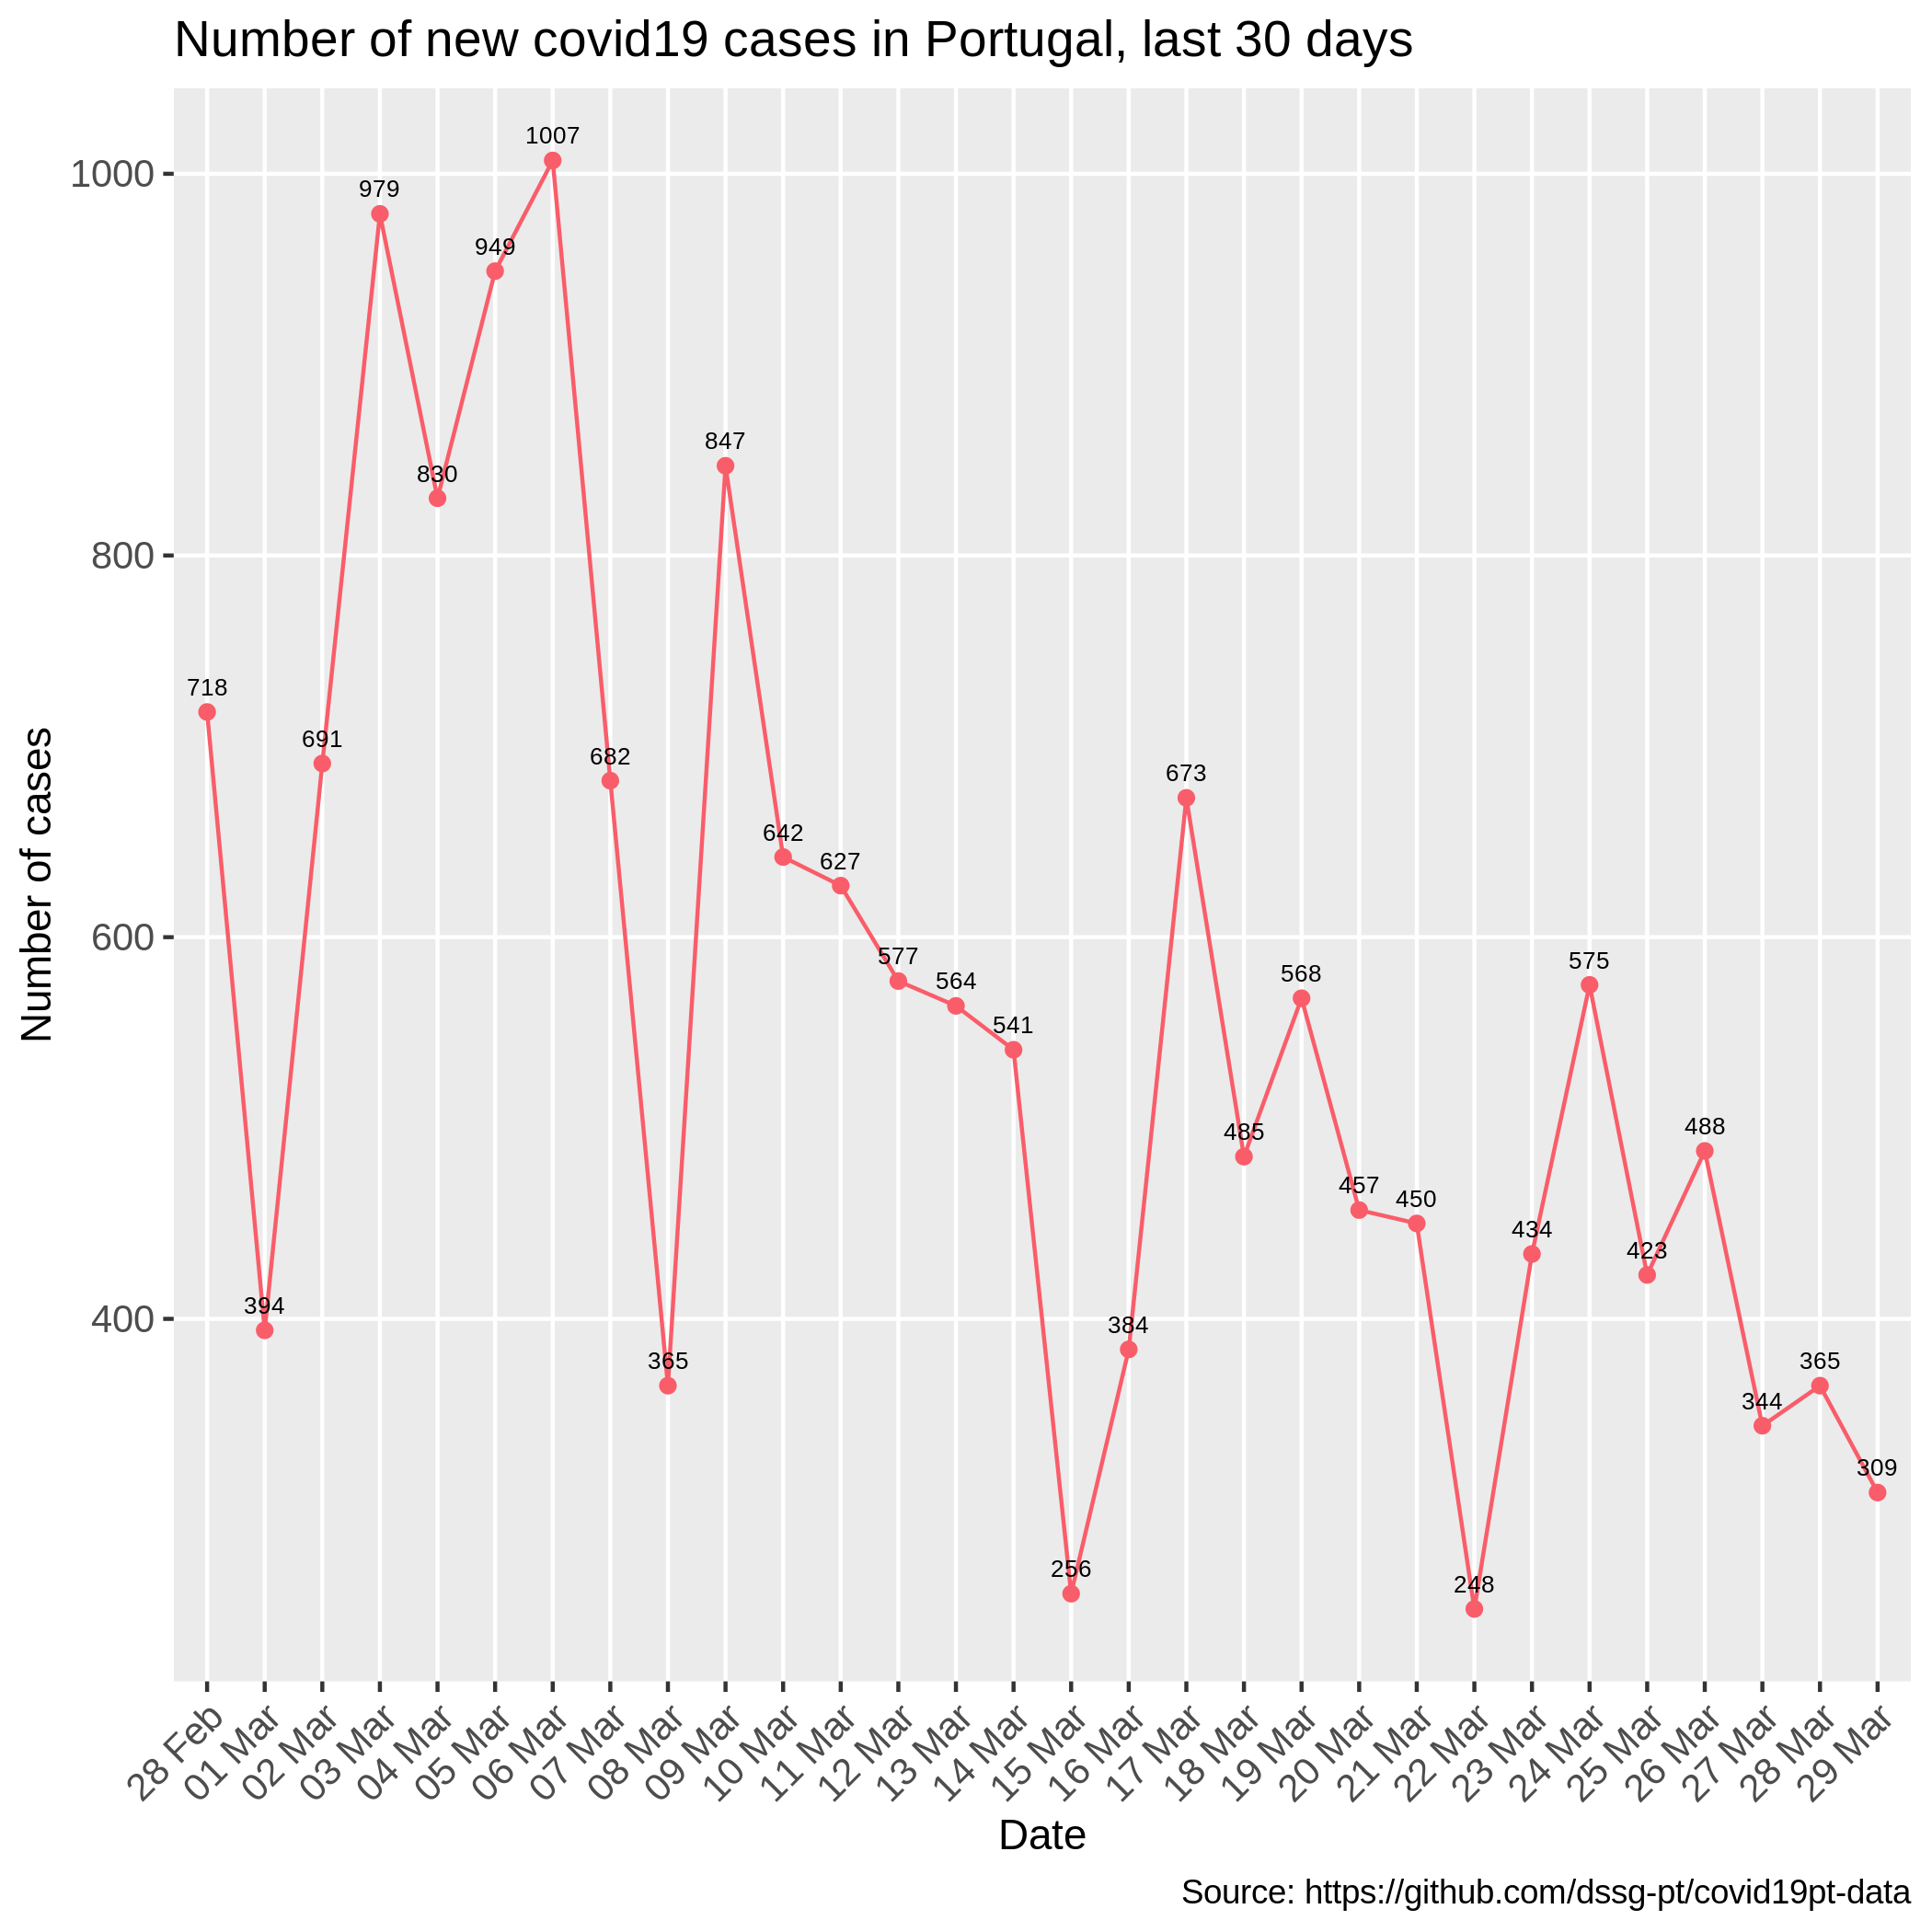 Number of new covid19 cases in Portugal, last 30 days
Number of cases
1000
800
600
400
718
394
691
979
830
949
1007
682
365
847
642
627
577
564
541
256
384
673
485
568
457
450
248
434
575
423
488
344
365
309
28 Feb
01 Mar
02 Mar
03 Mar
04 Mar
05 Mar
06 Mar
07 Mar
08 Mar
09 Mar
10 Mar
11 Mar
12 Mar
13 Mar
14 Mar
15 Mar
16 Mar
17 Mar
18 Mar
19 Mar
20 Mar
21 Mar
22 Mar
23 Mar
24 Mar
25 Mar
26 Mar
27 Mar
28 Mar
29 Mar
Date
Source: https://github.com/dssg-pt/covid19pt-data